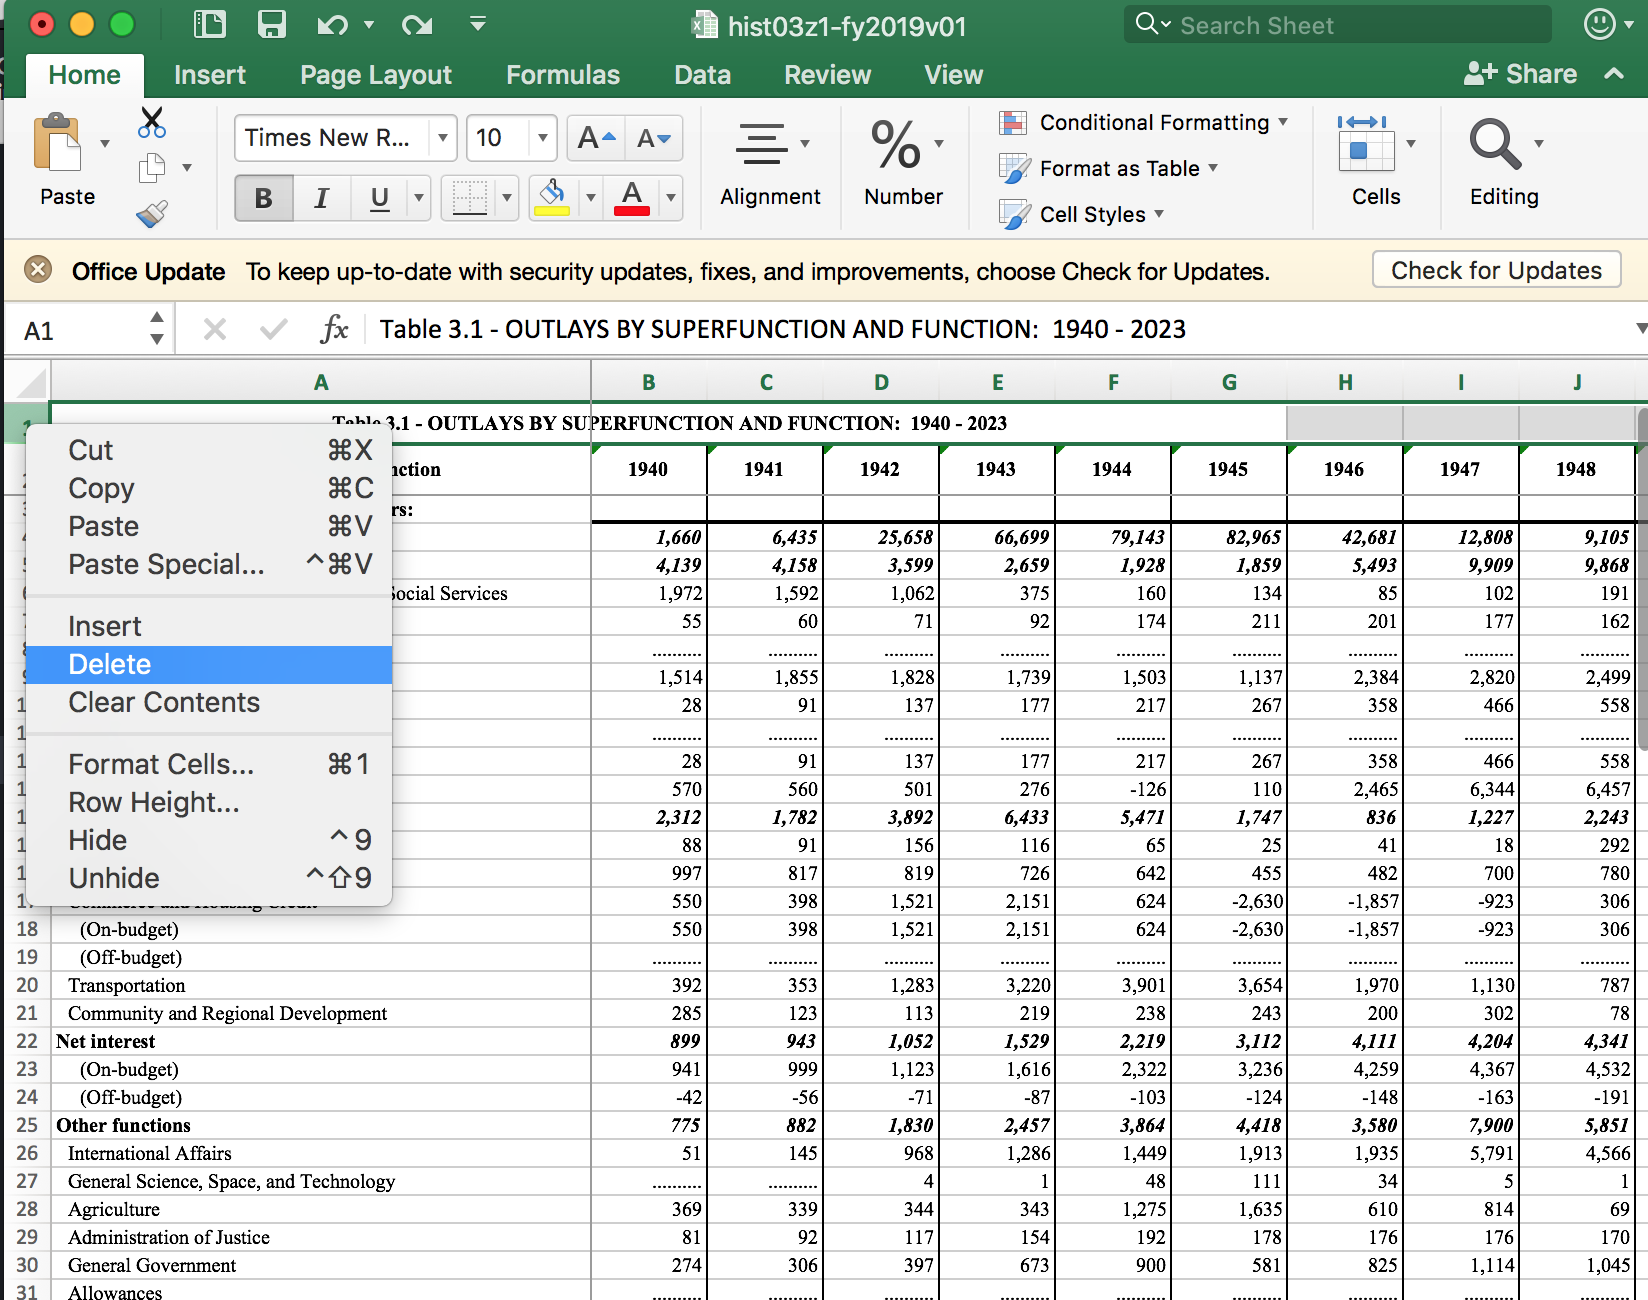 hist03z1-fy2019v01
Search Sheet
Home Insert Page Layout Formulas Data Review View Share
Times New R... 10 A A
Conditional Formatting
Format as Table
Cell Styles
B I U A
%
Paste Alignment Number Cells Editing
Office Update To keep up-to-date with security updates, fixes, and improvements, choose Check for Updates. Check for Updates
A1 fx Table 3.1 - OUTLAYS BY SUPERFUNCTION AND FUNCTION: 1940 - 2023
A B C D E F G H I J
Table 3.1 - OUTLAYS BY SUPERFUNCTION AND FUNCTION: 1940 - 2023
nction 1940 1941 1942 1943 1944 1945 1946 1947 1948
rs:
1,660 6,435 25,658 66,699 79,143 82,965 42,681 12,808 9,105
4,139 4,158 3,599 2,659 1,928 1,859 5,493 9,909 9,868
Social Services 1,972 1,592 1,062 375 160 134 85 102 191
55 60 71 92 174 211 201 177 162
.......... .......... .......... .......... .......... .......... .......... .......... ..........
1,514 1,855 1,828 1,739 1,503 1,137 2,384 2,820 2,499
28 91 137 177 217 267 358 466 558
.......... .......... .......... .......... .......... .......... .......... .......... ..........
28 91 137 177 217 267 358 466 558
570 560 501 276 -126 110 2,465 6,344 6,457
2,312 1,782 3,892 6,433 5,471 1,747 836 1,227 2,243
88 91 156 116 65 25 41 18 292
997 817 819 726 642 455 482 700 780
550 398 1,521 2,151 624 -2,630 -1,857 -923 306
Cut ⌘X
Copy ⌘C
Paste ⌘V
Paste Special... ^⌘V
Insert
Delete
Clear Contents
Format Cells... ⌘1
Row Height...
Hide ^9
Unhide ^⇧9
18 (On-budget) 550 398 1,521 2,151 624 -2,630 -1,857 -923 306
19 (Off-budget) .......... .......... .......... .......... .......... .......... .......... .......... ..........
20 Transportation 392 353 1,283 3,220 3,901 3,654 1,970 1,130 787
21 Community and Regional Development 285 123 113 219 238 243 200 302 78
22 Net interest 899 943 1,052 1,529 2,219 3,112 4,111 4,204 4,341
23 (On-budget) 941 999 1,123 1,616 2,322 3,236 4,259 4,367 4,532
24 (Off-budget) -42 -56 -71 -87 -103 -124 -148 -163 -191
25 Other functions 775 882 1,830 2,457 3,864 4,418 3,580 7,900 5,851
26 International Affairs 51 145 968 1,286 1,449 1,913 1,935 5,791 4,566
27 General Science, Space, and Technology .......... .......... 4 1 48 111 34 5 1
28 Agriculture 369 339 344 343 1,275 1,635 610 814 69
29 Administration of Justice 81 92 117 154 192 178 176 176 170
30 General Government 274 306 397 673 900 581 825 1,114 1,045
31 Allowances .......... .......... .......... .......... .......... .......... .......... .......... ..........